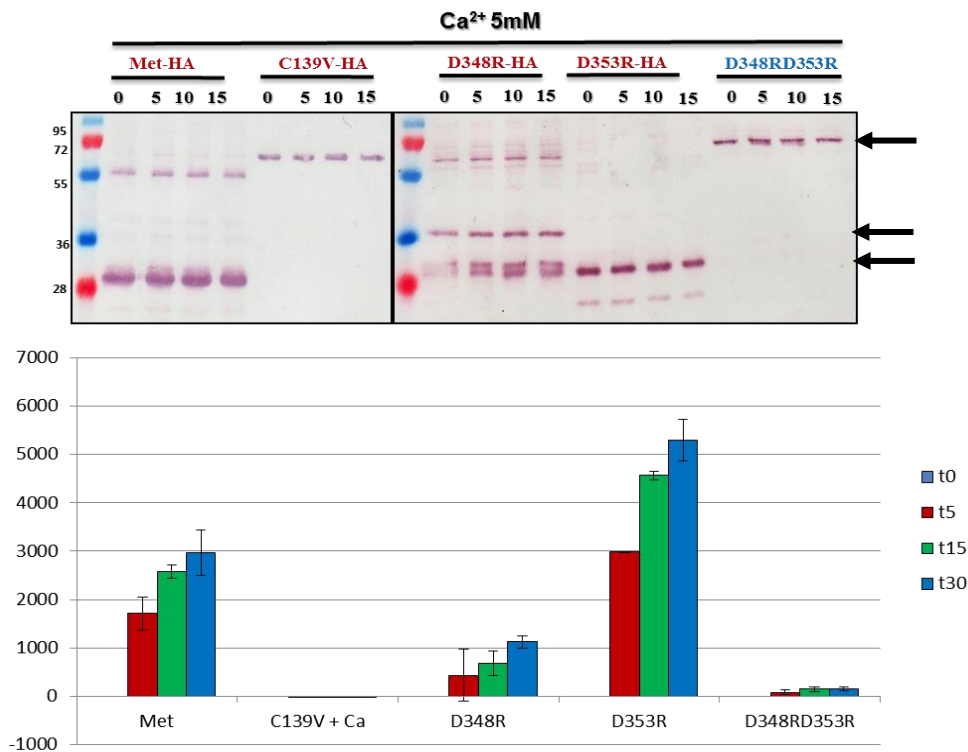 Ca²⁺ 5mM
Met-HA C139V-HA D348R-HA D353R-HA D348RD353R
0 5 10 15 0 5 10 15 0 5 10 15 0 5 10 15 0 5 10 15
95
72
55
36
28
7000
6000
5000
4000
3000
2000
1000
0
-1000
Met C139V + Ca D348R D353R D348RD353R
t0
t5
t15
t30